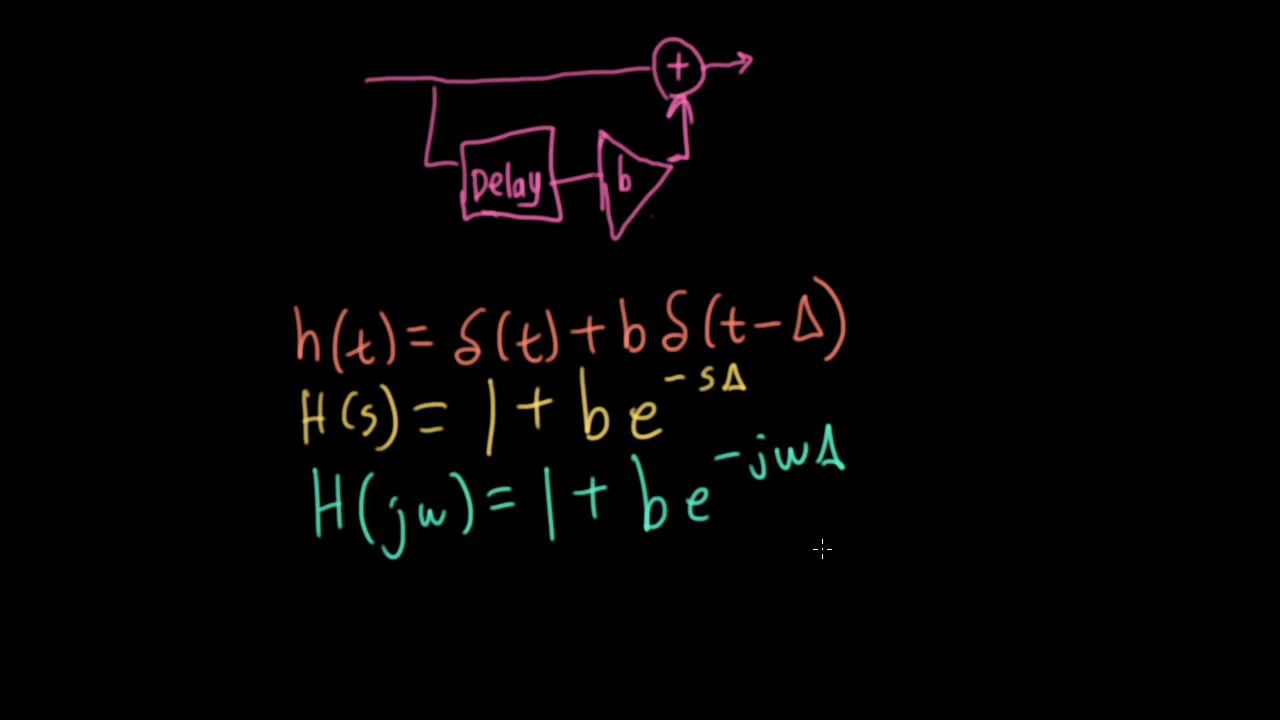 +
Delay
b
h(t) = δ(t) + b δ(t - Δ)
H(s) = 1 + b e^{-sΔ}
H(jw) = 1 + b e^{-jwΔ}